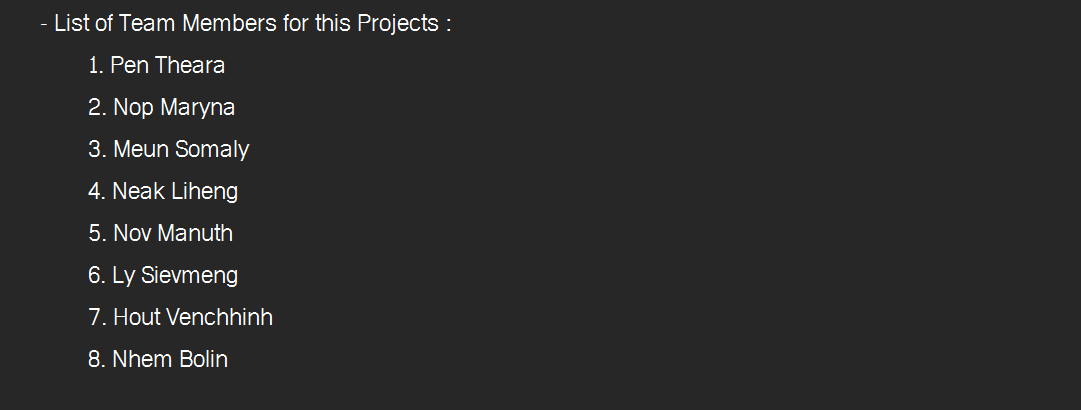 - List of Team Members for this Projects :
1. Pen Theara
2. Nop Maryna
3. Meun Somaly
4. Neak Liheng
5. Nov Manuth
6. Ly Sievmeng
7. Hout Venchhinh
8. Nhem Bolin